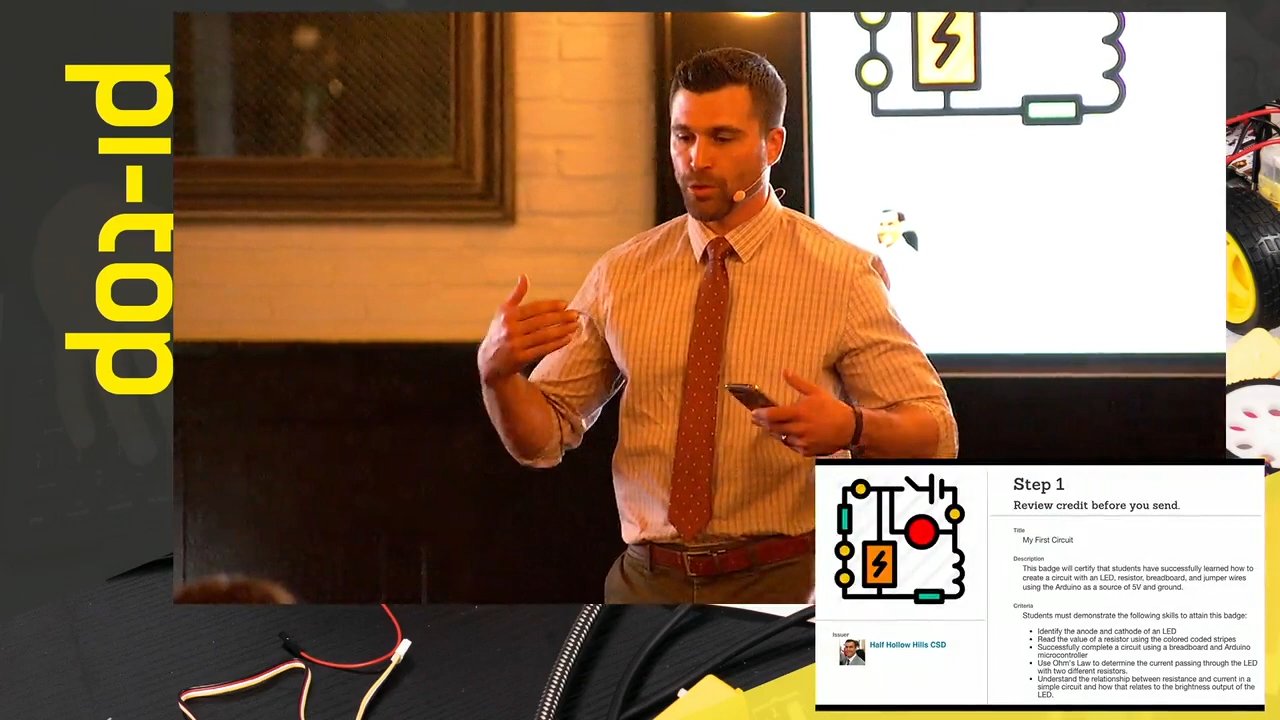 pi-top
Step 1
Review credit before you send.
Title
My First Circuit
Description
This badge will certify that students have successfully learned how to
create a circuit with an LED, resistor, breadboard, and jumper wires
using the Arduino as a source of 5V and ground.
Criteria
Students must demonstrate the following skills to attain this badge:
Identify the anode and cathode of an LED
Read the value of a resistor using the colored coded stripes
Successfully complete a circuit using a breadboard and Arduino
microcontroller
Use Ohm's Law to determine the current passing through the LED
with two different resistors.
Understand the relationship between resistance and current in a
simple circuit and how that relates to the brightness output of the
LED.
Issuer
Half Hollow Hills CSD